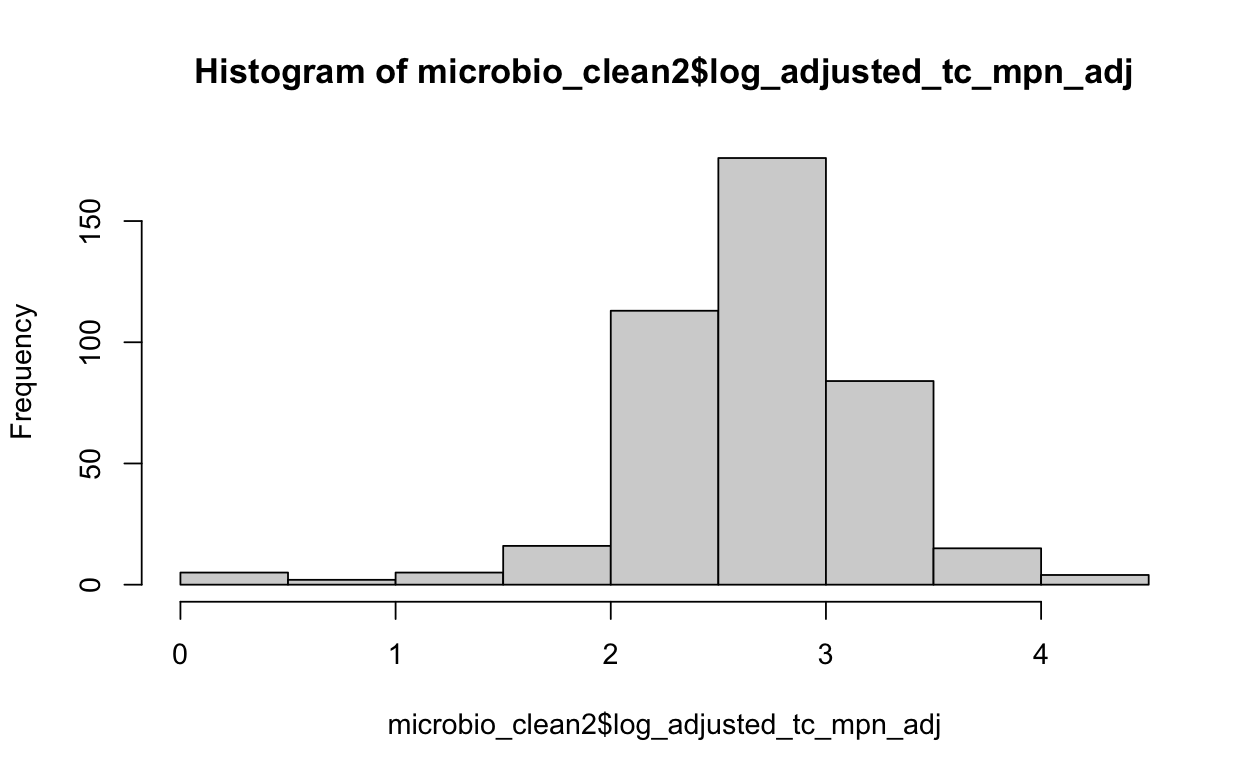 Histogram of microbio_clean2$log_adjusted_tc_mpn_adj
Frequency
150
100
50
0
0 1 2 3 4
microbio_clean2$log_adjusted_tc_mpn_adj